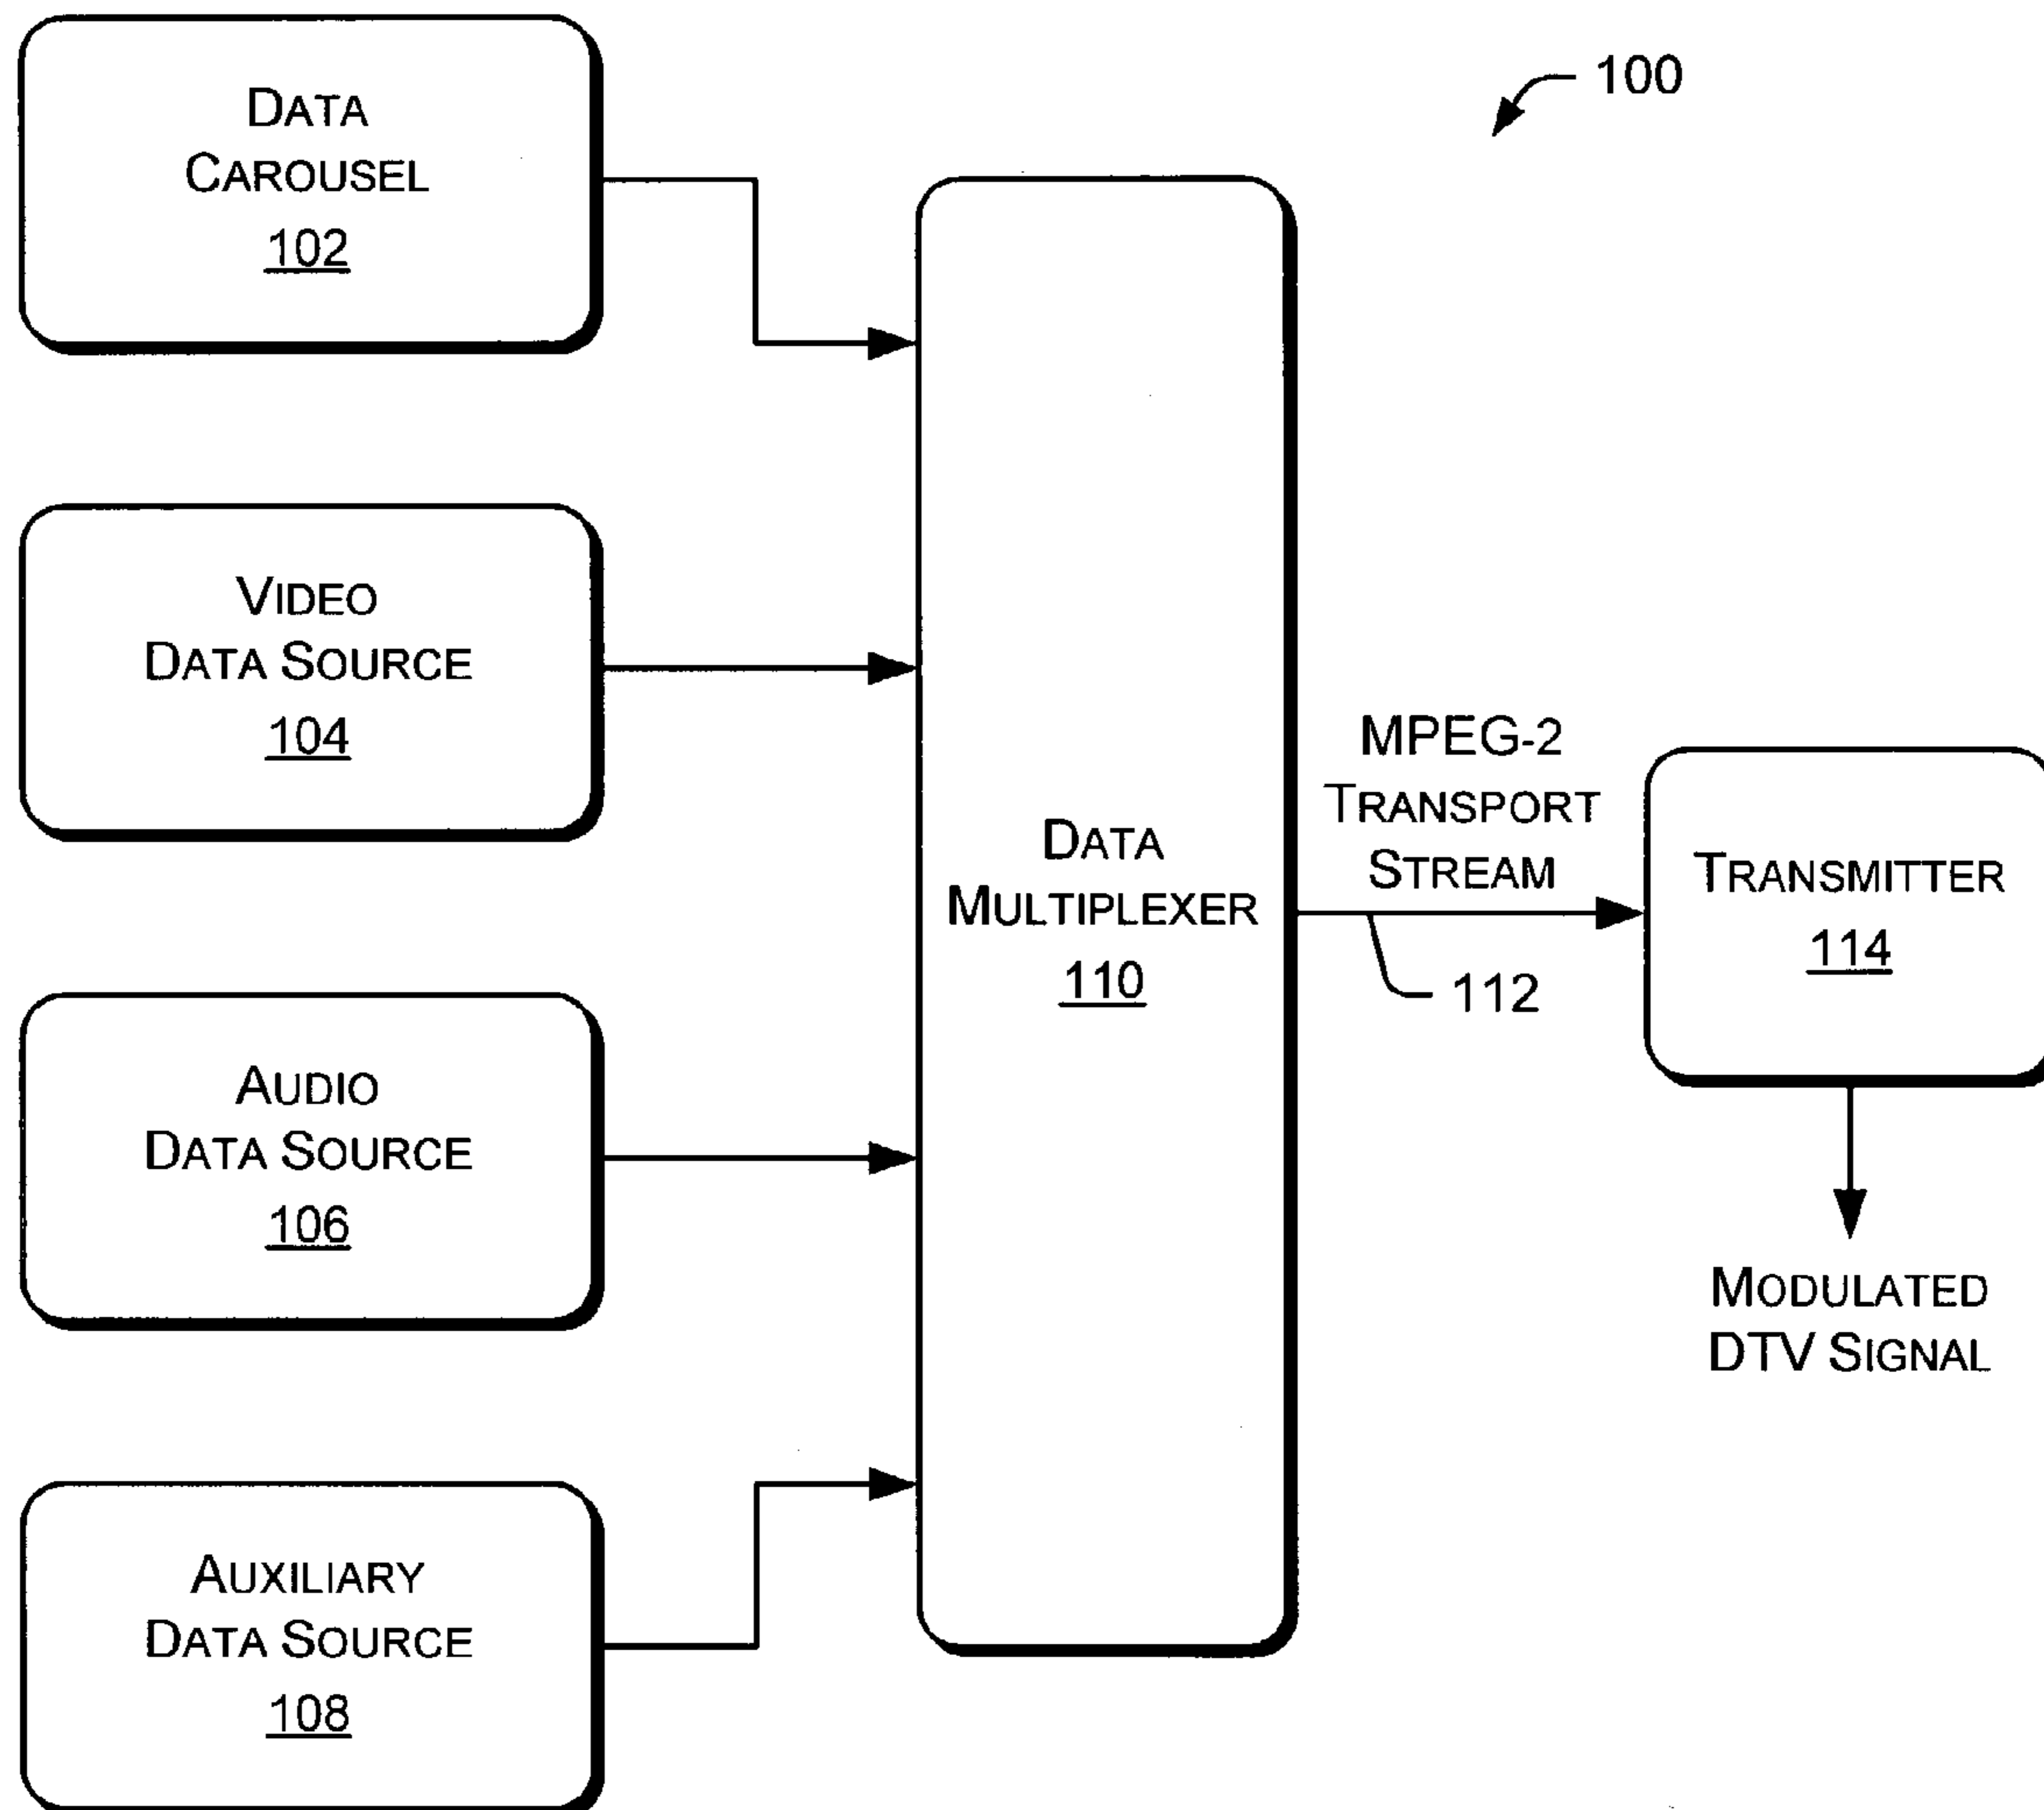 100
DATA
CAROUSEL
102
VIDEO
DATA SOURCE
104
AUDIO
DATA SOURCE
106
AUXILIARY
DATA SOURCE
108
DATA
MULTIPLEXER
110
MPEG-2
TRANSPORT
STREAM
112
TRANSMITTER
114
MODULATED
DTV SIGNAL